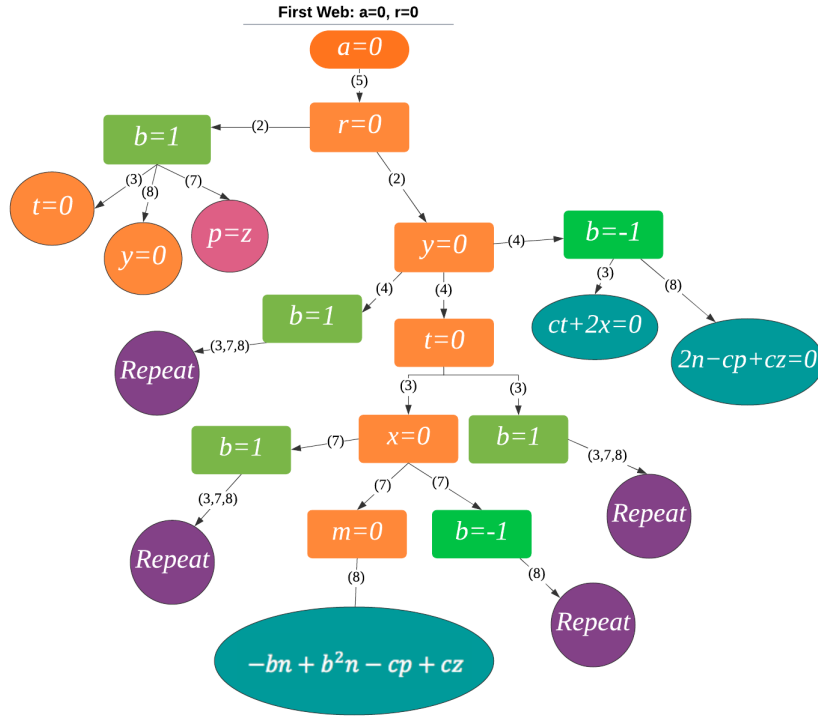 First Web: a=0, r=0
a=0
(5)
b=1
(2)
r=0
(3)
(8)
(7)
(2)
t=0
y=0
p=z
y=0
(4)
b=-1
(4)
(4)
(3)
(8)
b=1
ct+2x=0
2n−cp+cz=0
(3,7,8)
t=0
Repeat
(3)
(3)
b=1
(7)
x=0
b=1
(3,7,8)
(7)
(7)
(3,7,8)
m=0
b=-1
Repeat
Repeat
(8)
(8)
Repeat
−bn + b²n − cp + cz